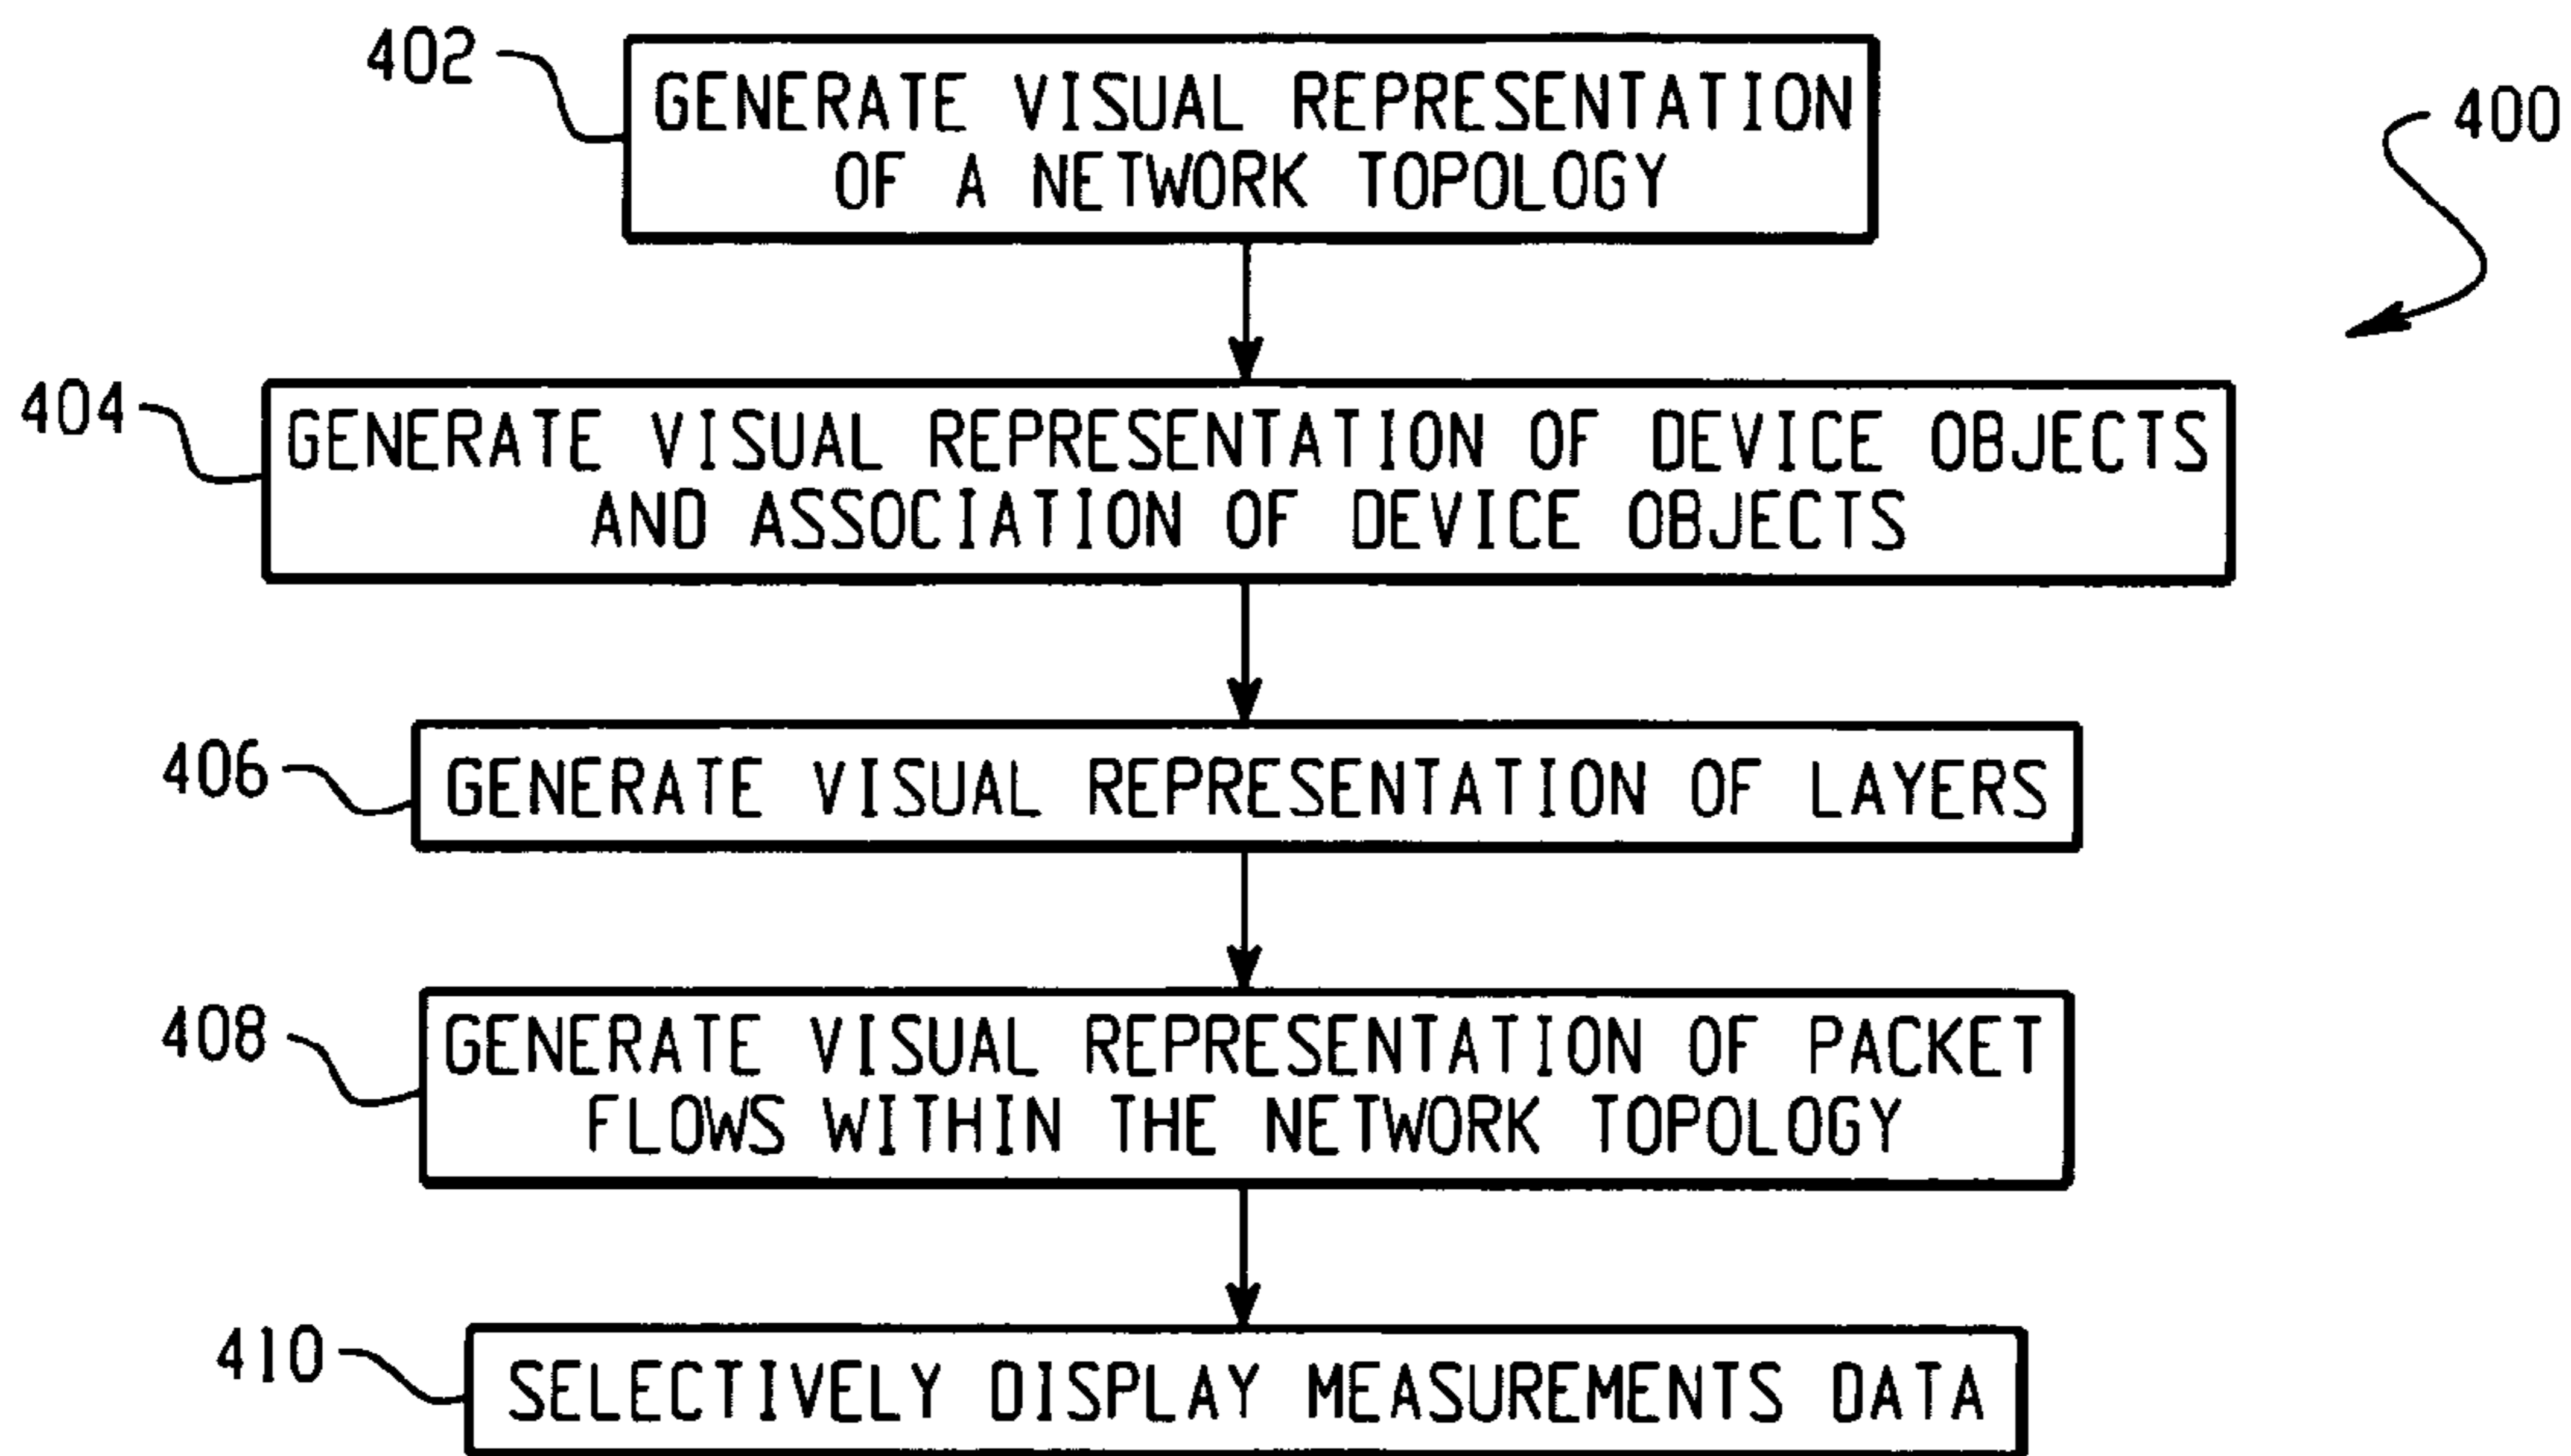 402
GENERATE VISUAL REPRESENTATION
OF A NETWORK TOPOLOGY
400
404
GENERATE VISUAL REPRESENTATION OF DEVICE OBJECTS
AND ASSOCIATION OF DEVICE OBJECTS
406
GENERATE VISUAL REPRESENTATION OF LAYERS
408
GENERATE VISUAL REPRESENTATION OF PACKET
FLOWS WITHIN THE NETWORK TOPOLOGY
410
SELECTIVELY DISPLAY MEASUREMENTS DATA